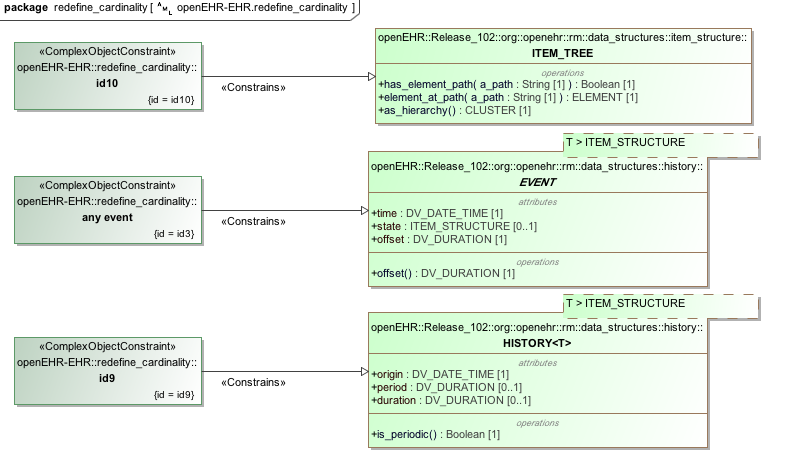 package redefine_cardinality [ AML openEHR-EHR.redefine_cardinality ]
«ComplexObjectConstraint»
openEHR-EHR::redefine_cardinality::
id10
{id = id10}
«Constrains»
openEHR::Release_102::org::openehr::rm::data_structures::item_structure::
ITEM_TREE
operations
+has_element_path( a_path : String [1] ) : Boolean [1]
+element_at_path( a_path : String [1] ) : ELEMENT [1]
+as_hierarchy() : CLUSTER [1]
«ComplexObjectConstraint»
openEHR-EHR::redefine_cardinality::
any event
{id = id3}
«Constrains»
T > ITEM_STRUCTURE
openEHR::Release_102::org::openehr::rm::data_structures::history::
EVENT
attributes
+time : DV_DATE_TIME [1]
+state : ITEM_STRUCTURE [0..1]
+offset : DV_DURATION [1]
operations
+offset() : DV_DURATION [1]
«ComplexObjectConstraint»
openEHR-EHR::redefine_cardinality::
id9
{id = id9}
«Constrains»
T > ITEM_STRUCTURE
openEHR::Release_102::org::openehr::rm::data_structures::history::
HISTORY<T>
attributes
+origin : DV_DATE_TIME [1]
+period : DV_DURATION [0..1]
+duration : DV_DURATION [0..1]
operations
+is_periodic() : Boolean [1]